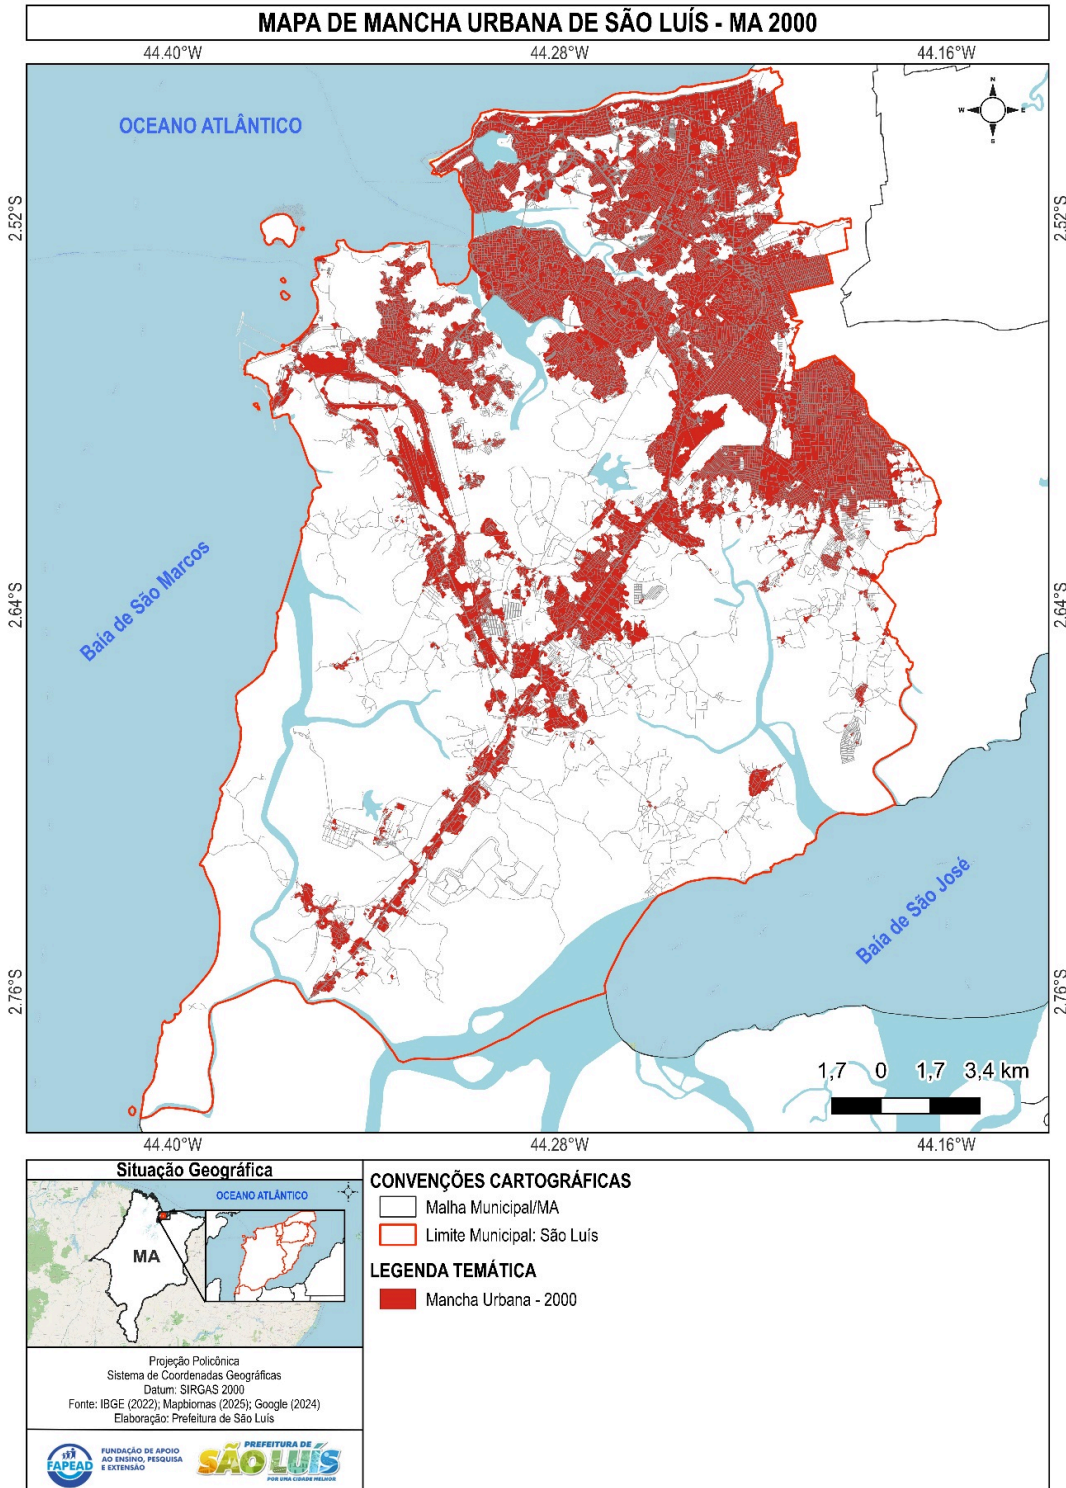 MAPA DE MANCHA URBANA DE SÃO LUÍS - MA 2000
44.40°W 44.28°W 44.16°W
OCEANO ATLÂNTICO
N
W E
S
2.52°S 2.52°S
2.64°S 2.64°S
Baía de São Marcos
Baía de São José
2.76°S 2.76°S
1,7 0 1,7 3,4 km
44.40°W 44.28°W 44.16°W
Situação Geográfica
OCEANO ATLÂNTICO
MA
CONVENÇÕES CARTOGRÁFICAS
Malha Municipal/MA
Limite Municipal: São Luís
LEGENDA TEMÁTICA
Mancha Urbana - 2000
Projeção Policônica
Sistema de Coordenadas Geográficas
Datum: SIRGAS 2000
Fonte: IBGE (2022); Mapbiomas (2025); Google (2024)
Elaboração: Prefeitura de São Luís
FAPEAD
FUNDAÇÃO DE APOIO
AO ENSINO, PESQUISA
E EXTENSÃO
PREFEITURA DE
SÃO LUÍS
POR UMA CIDADE MELHOR